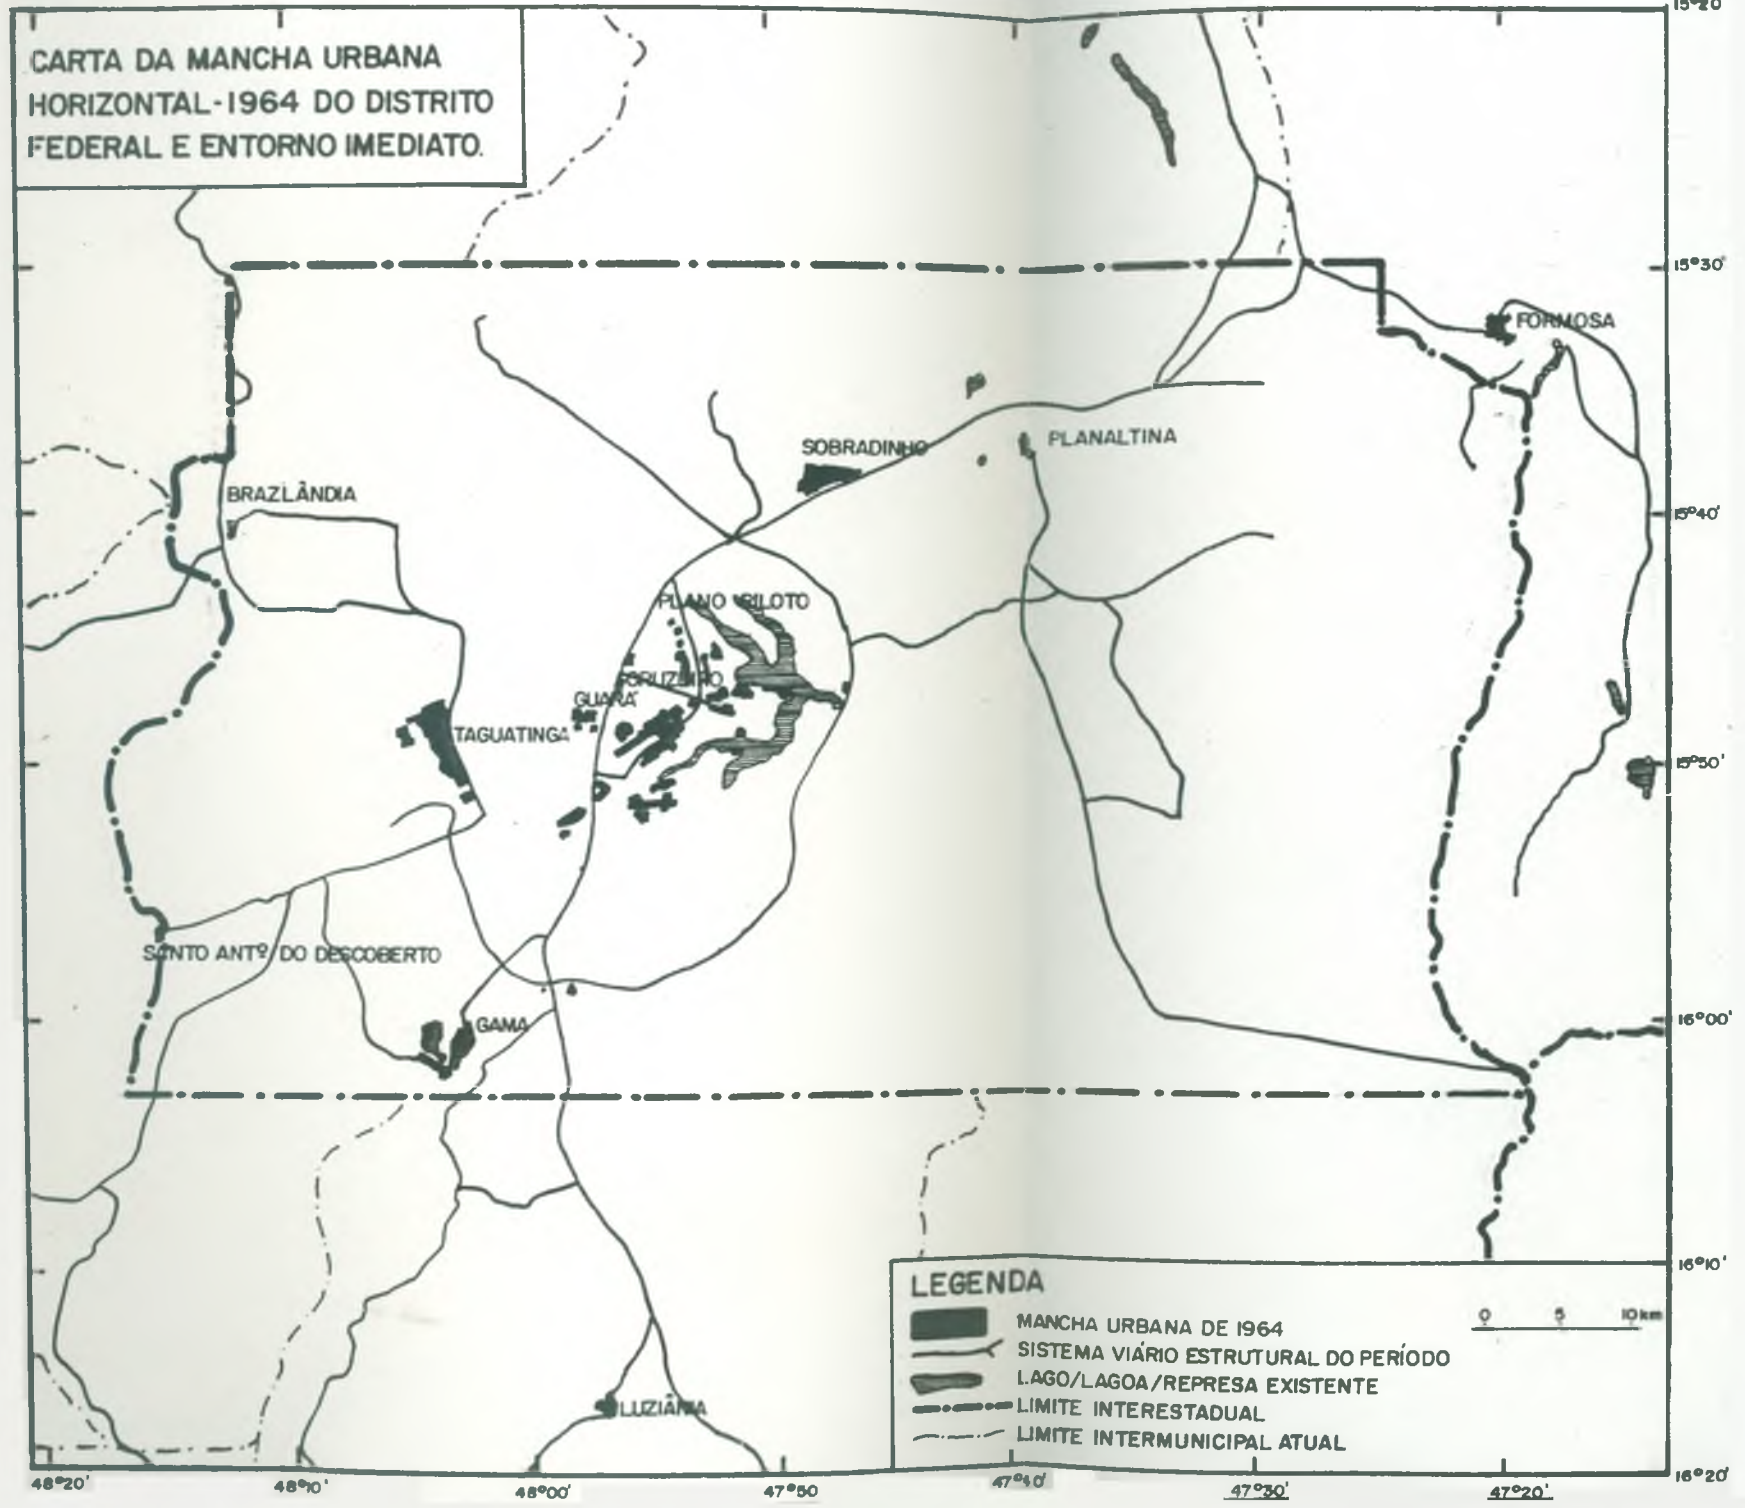 CARTA DA MANCHA URBANA
HORIZONTAL-1964 DO DISTRITO
FEDERAL E ENTORNO IMEDIATO.
15°20'
15°30'
FORMOSA
SOBRADINHO
PLANALTINA
BRAZLÂNDIA
15°40'
PLANO PILOTO
CRUZEIRO
GUARÁ
TAGUATINGA
15°50'
SANTO ANTº DO DESCOBERTO
GAMA
16°00'
16°10'
LEGENDA
MANCHA URBANA DE 1964
0 5 10km
SISTEMA VIÁRIO ESTRUTURAL DO PERÍODO
LAGO/LAGOA/REPRESA EXISTENTE
LIMITE INTERESTADUAL
LIMITE INTERMUNICIPAL ATUAL
LUZIÂNIA
16°20'
48°20' 48°10' 48°00' 47°50' 47°40' 47°30' 47°20'